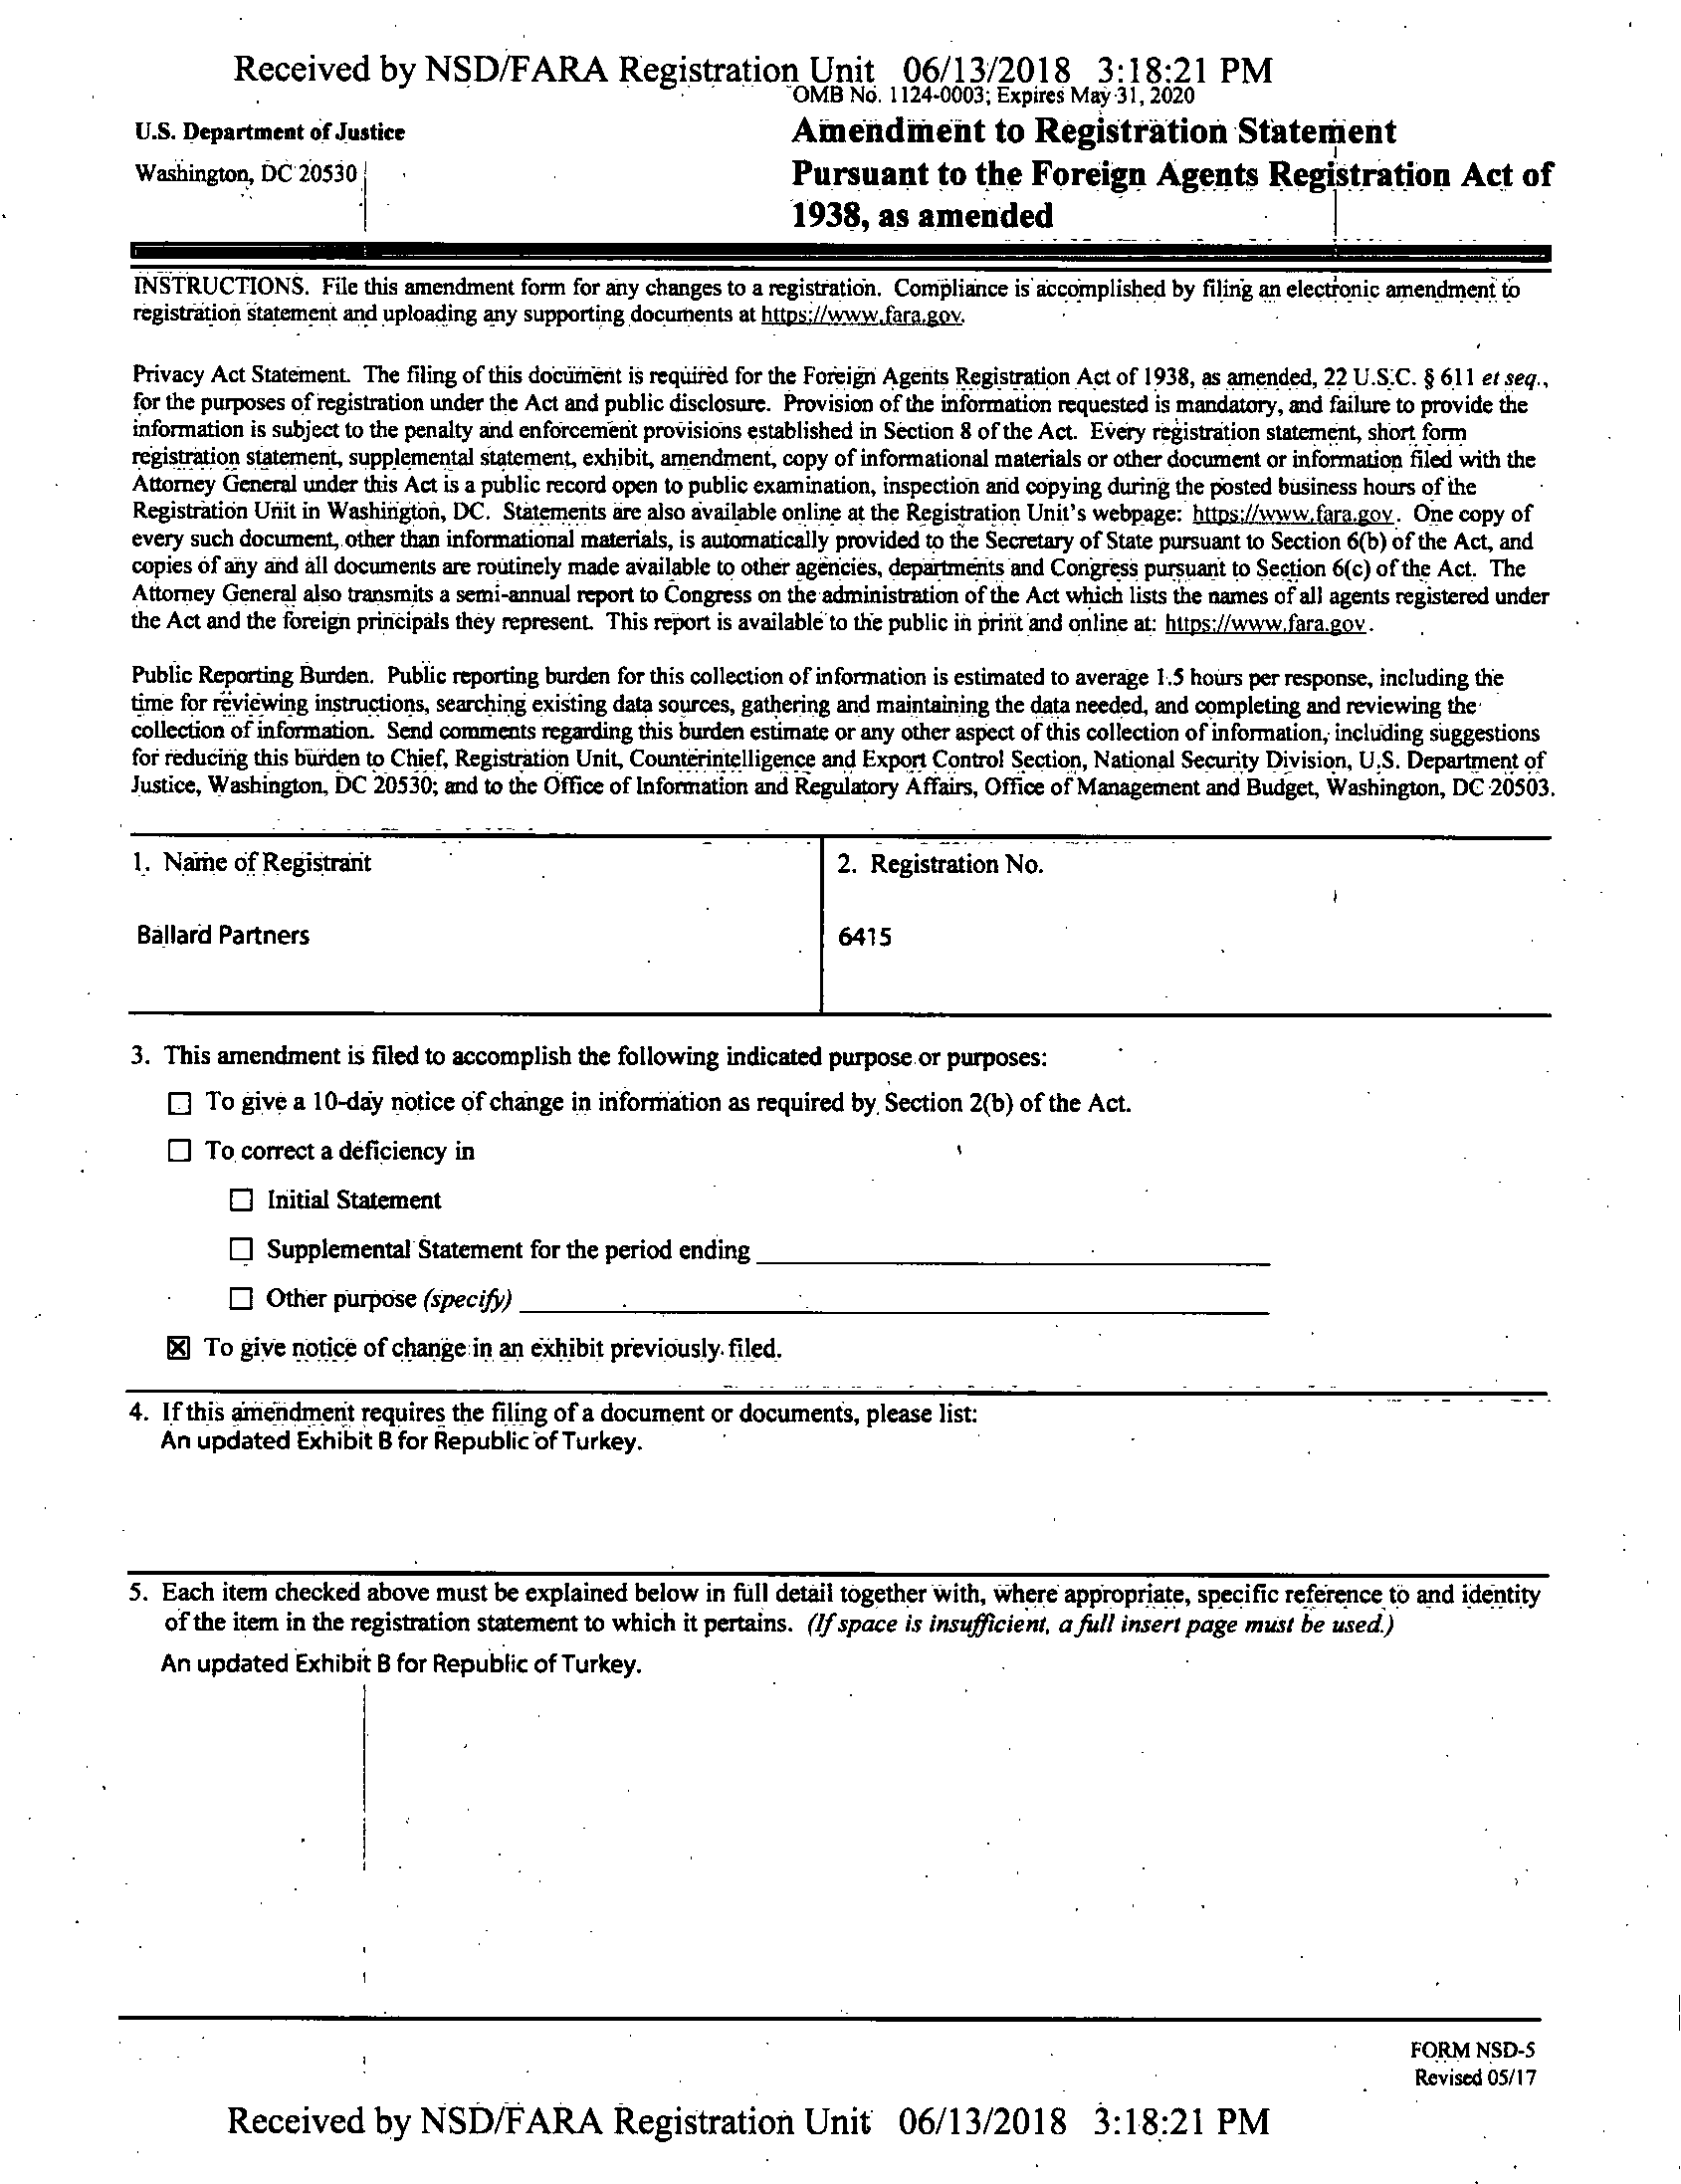 Received by NSD/FARA Registration Unit 06/13/2018 3:18:21 PM
OMB No. 1124-0003; Expires May 31, 2020
U.S. Department of Justice
Washington, DC 20530
Amendment to Registration Statement
Pursuant to the Foreign Agents Registration Act of
1938, as amended
INSTRUCTIONS. File this amendment form for any changes to a registration. Compliance is accomplished by filing an electronic amendment to
registration statement and uploading any supporting documents at https://www.fara.gov.
Privacy Act Statement. The filing of this document is required for the Foreign Agents Registration Act of 1938, as amended, 22 U.S.C. § 611 et seq.,
for the purposes of registration under the Act and public disclosure. Provision of the information requested is mandatory, and failure to provide the
information is subject to the penalty and enforcement provisions established in Section 8 of the Act. Every registration statement, short form
registration statement, supplemental statement, exhibit, amendment, copy of informational materials or other document or information filed with the
Attorney General under this Act is a public record open to public examination, inspection and copying during the posted business hours of the
Registration Unit in Washington, DC. Statements are also available online at the Registration Unit's webpage: https://www.fara.gov. One copy of
every such document, other than informational materials, is automatically provided to the Secretary of State pursuant to Section 6(b) of the Act, and
copies of any and all documents are routinely made available to other agencies, departments and Congress pursuant to Section 6(c) of the Act. The
Attorney General also transmits a semi-annual report to Congress on the administration of the Act which lists the names of all agents registered under
the Act and the foreign principals they represent. This report is available to the public in print and online at: https://www.fara.gov.
Public Reporting Burden. Public reporting burden for this collection of information is estimated to average 1.5 hours per response, including the
time for reviewing instructions, searching existing data sources, gathering and maintaining the data needed, and completing and reviewing the
collection of information. Send comments regarding this burden estimate or any other aspect of this collection of information, including suggestions
for reducing this burden to Chief, Registration Unit, Counterintelligence and Export Control Section, National Security Division, U.S. Department of
Justice, Washington, DC 20530; and to the Office of Information and Regulatory Affairs, Office of Management and Budget, Washington, DC 20503.
1. Name of Registrant
Ballard Partners
2. Registration No.
6415
3. This amendment is filed to accomplish the following indicated purpose or purposes:
☐ To give a 10-day notice of change in information as required by Section 2(b) of the Act.
☐ To correct a deficiency in
☐ Initial Statement
☐ Supplemental Statement for the period ending
☐ Other purpose (specify)
☒ To give notice of change in an exhibit previously filed.
4. If this amendment requires the filing of a document or documents, please list:
An updated Exhibit B for Republic of Turkey.
5. Each item checked above must be explained below in full detail together with, where appropriate, specific reference to and identity
of the item in the registration statement to which it pertains. (If space is insufficient, a full insert page must be used.)
An updated Exhibit B for Republic of Turkey.
FORM NSD-5
Revised 05/17
Received by NSD/FARA Registration Unit 06/13/2018 3:18:21 PM